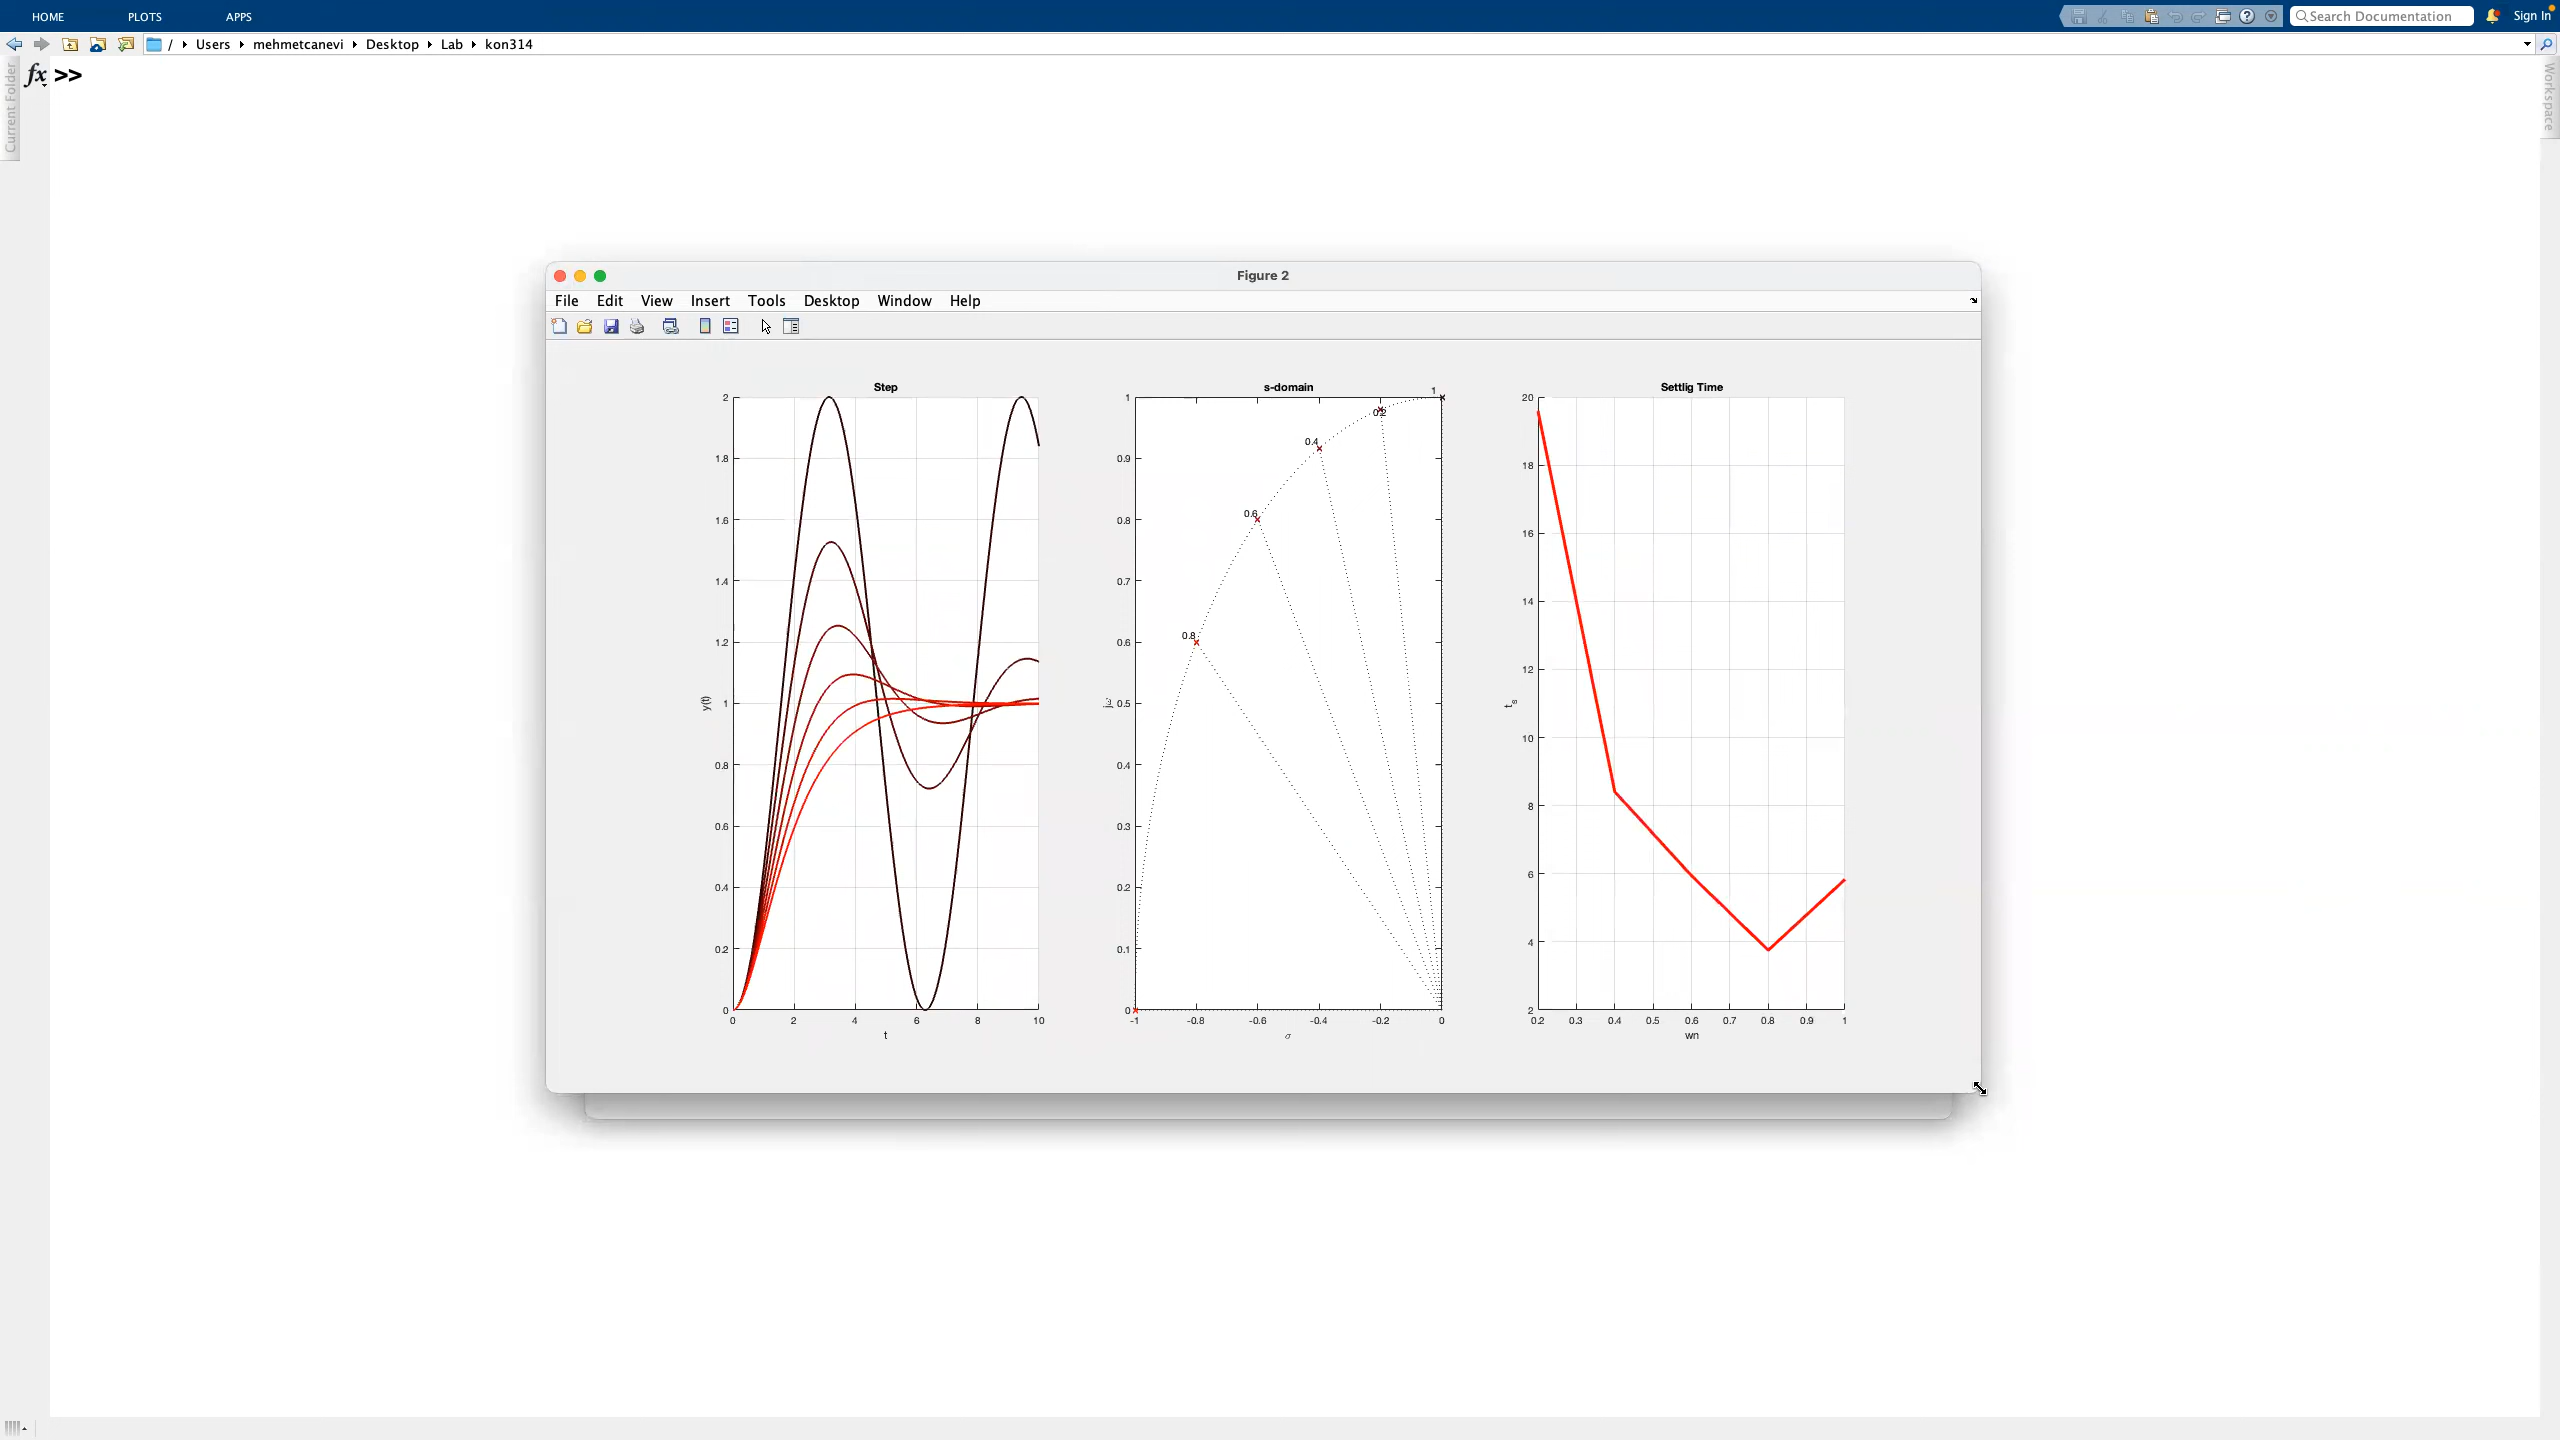 HOME PLOTS APPS Search Documentation Sign In
/ Users mehmetcanevi Desktop Lab kon314
Current Folder
fx >>
Workspace
Figure 2
File Edit View Insert Tools Desktop Window Help
Step
2
1.8
1.6
1.4
1.2
1
0.8
0.6
0.4
0.2
0
y(t)
0 2 4 6 8 10
t
s-domain
1
0.9
0.8
0.7
0.6
0.5
0.4
0.3
0.2
0.1
0
jω
1
0.2
0.4
0.6
0.8
-1 -0.8 -0.6 -0.4 -0.2 0
σ
Settlig Time
20
18
16
14
12
10
8
6
4
2
t_s
0.2 0.3 0.4 0.5 0.6 0.7 0.8 0.9 1
wn